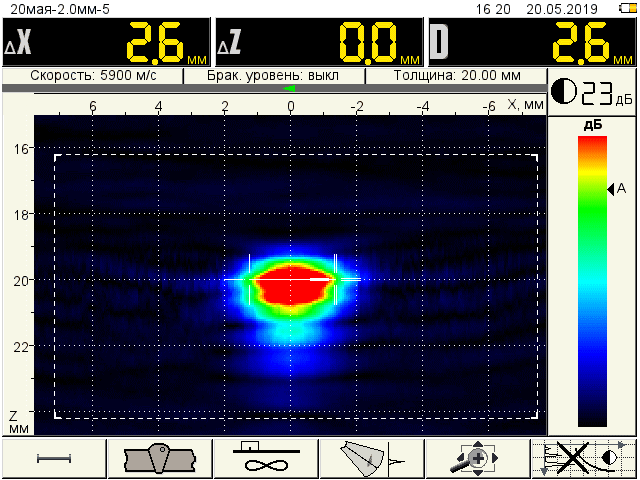 20мая-2.0мм-5 16 20 20.05.2019
ΔX 2.6 мм ΔZ 0.0 мм D 2.6 мм
Скорость: 5900 м/с Брак. уровень: выкл Толщина: 20.00 мм
23 дБ
6 4 2 0 -2 -4 -6 X, мм
дБ
16
A
18
20
22
Z
мм